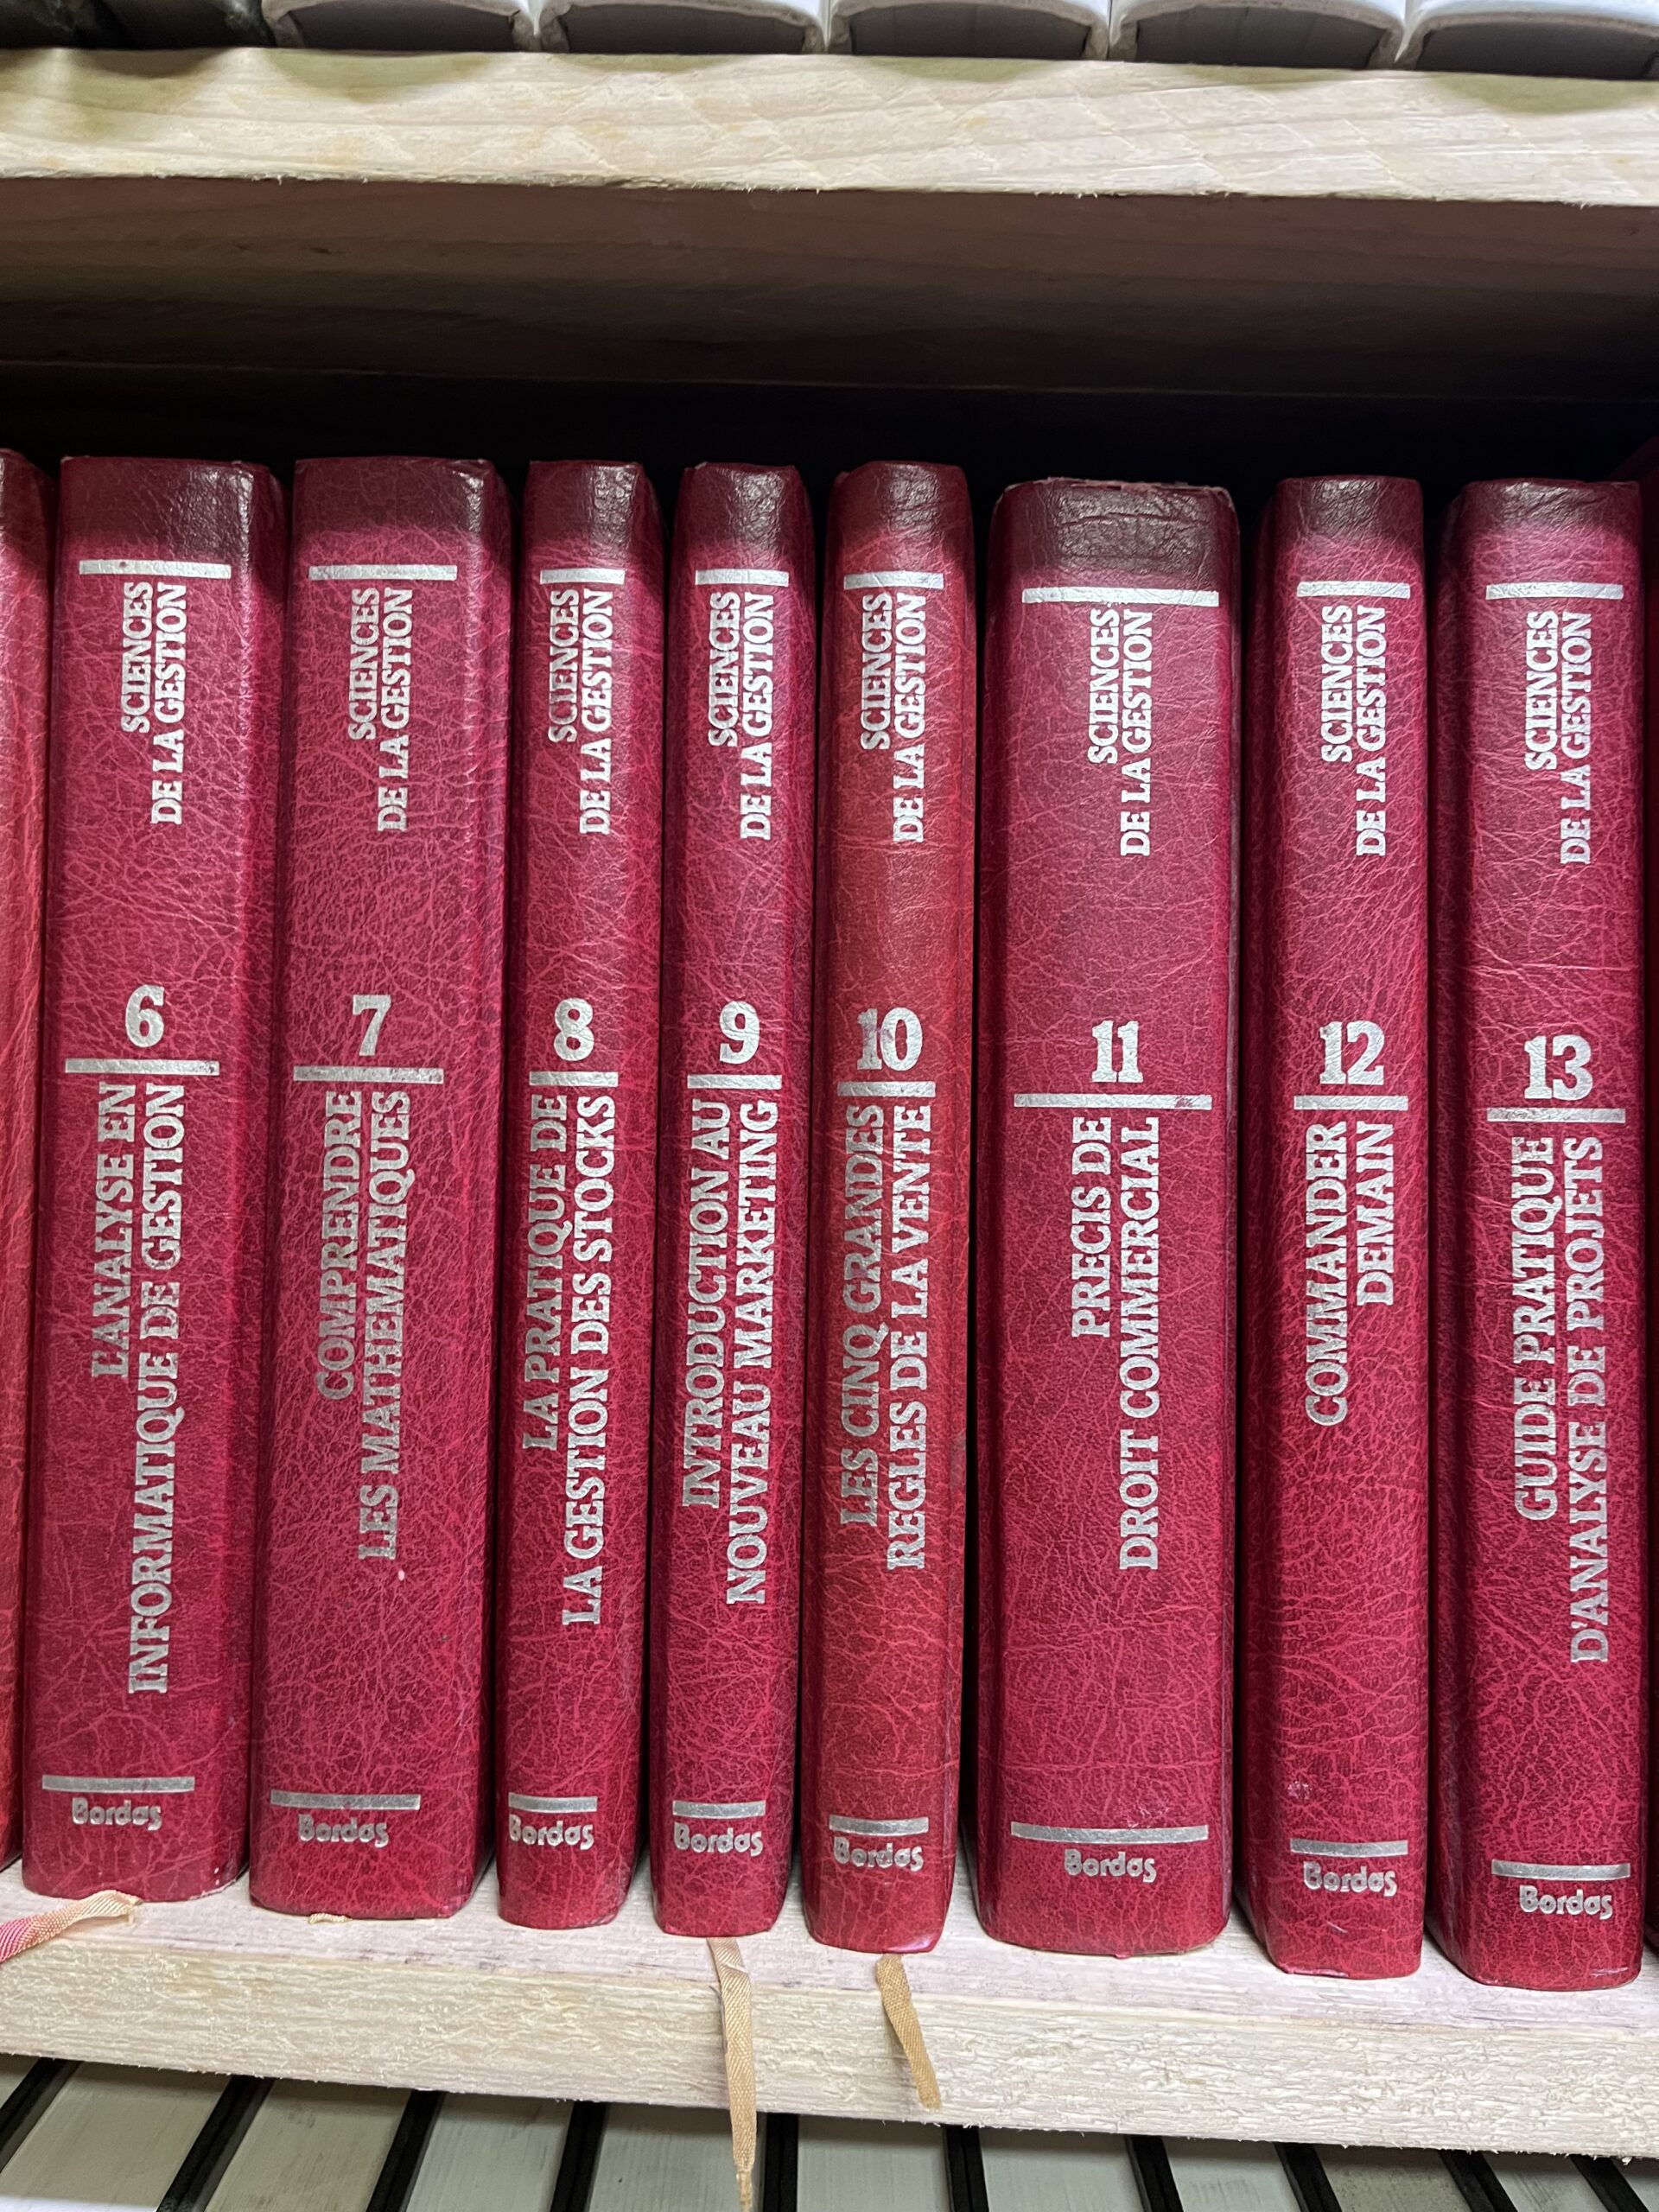 SCIENCES
DE LA GESTION
6
L'ANALYSE EN
INFORMATIQUE DE GESTION
Bordas
SCIENCES
DE LA GESTION
7
COMPRENDRE
LES MATHEMATIQUES
Bordas
SCIENCES
DE LA GESTION
8
LA PRATIQUE DE
LA GESTION DES STOCKS
Bordas
SCIENCES
DE LA GESTION
9
INTRODUCTION AU
NOUVEAU MARKETING
Bordas
SCIENCES
DE LA GESTION
10
LES CINQ GRANDES
REGLES DE LA VENTE
Bordas
SCIENCES
DE LA GESTION
11
PRECIS DE
DROIT COMMERCIAL
Bordas
SCIENCES
DE LA GESTION
12
COMMANDER
DEMAIN
Bordas
SCIENCES
DE LA GESTION
13
GUIDE PRATIQUE
D'ANALYSE DE PROJETS
Bordas